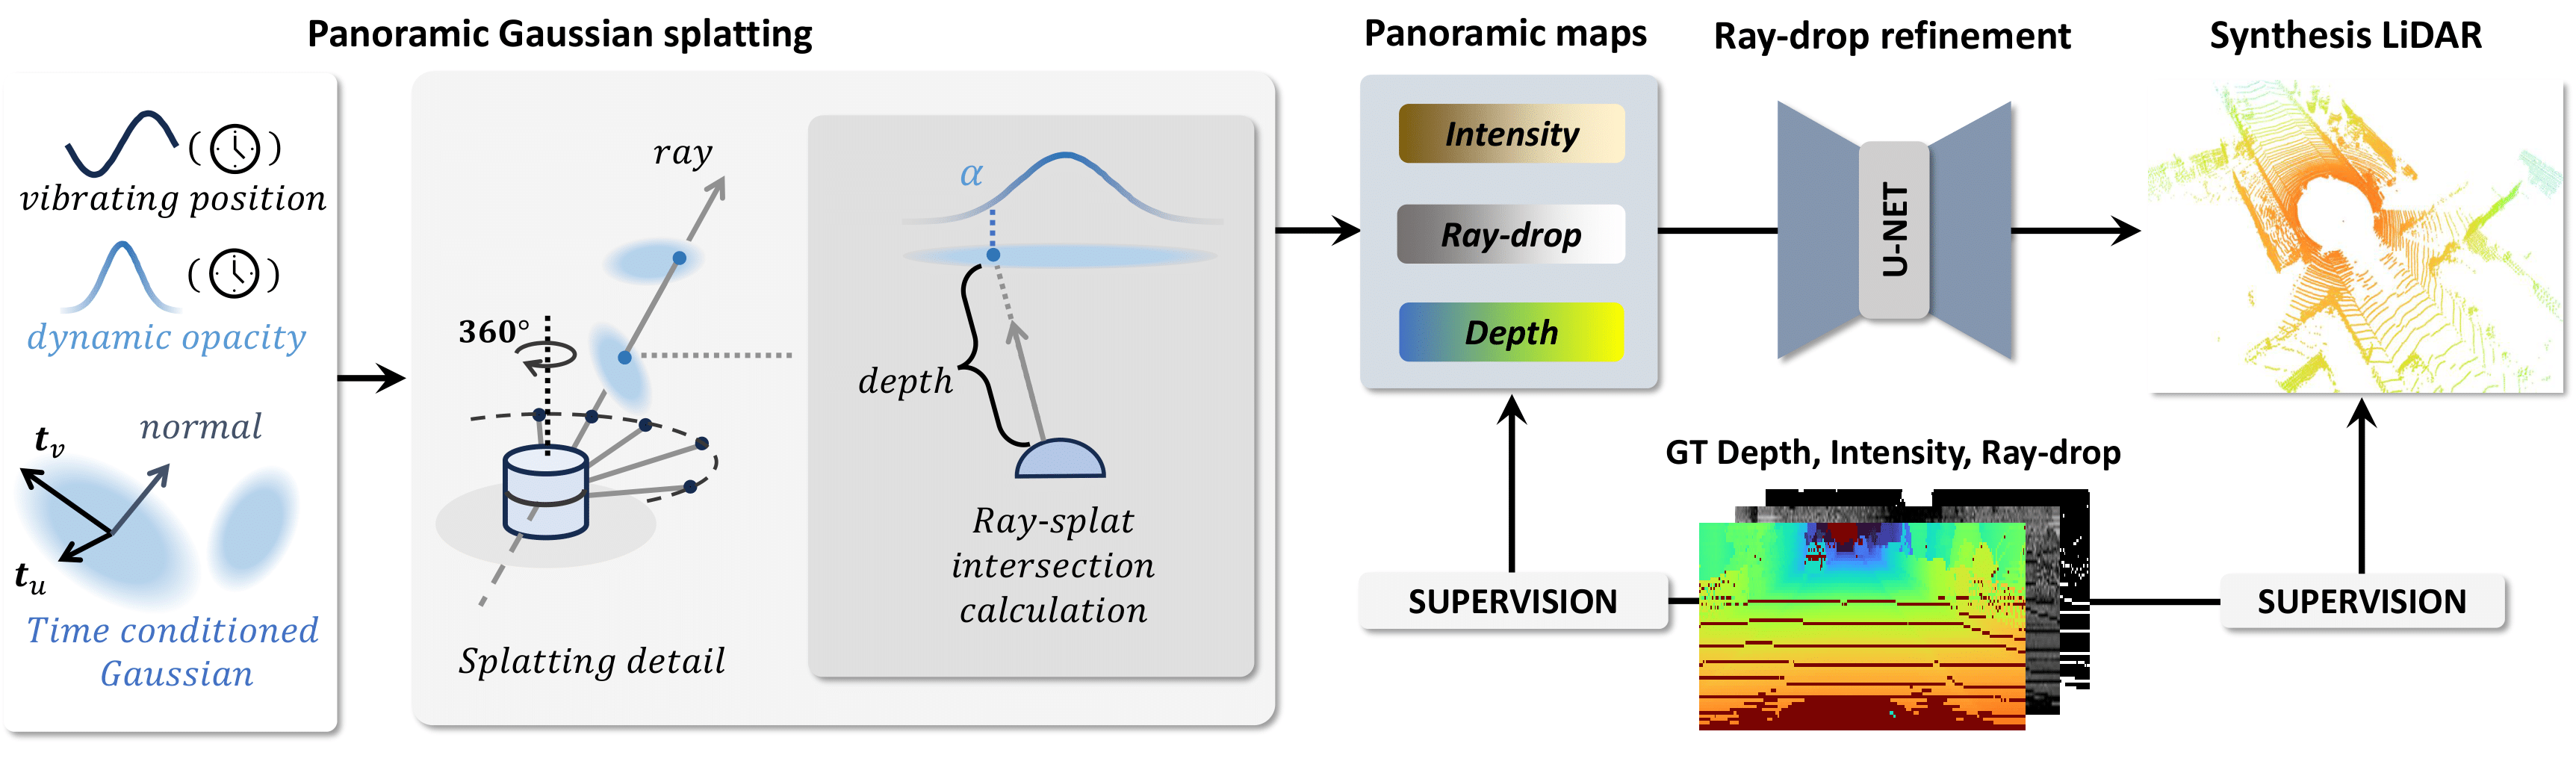 Panoramic Gaussian splatting
Panoramic maps
Ray-drop refinement
Synthesis LiDAR
( )
vibrating position
( )
dynamic opacity
t_v
normal
t_u
Time conditioned
Gaussian
360°
ray
Splatting detail
α
depth
Ray-splat
intersection
calculation
Intensity
Ray-drop
Depth
U-NET
GT Depth, Intensity, Ray-drop
SUPERVISION
SUPERVISION